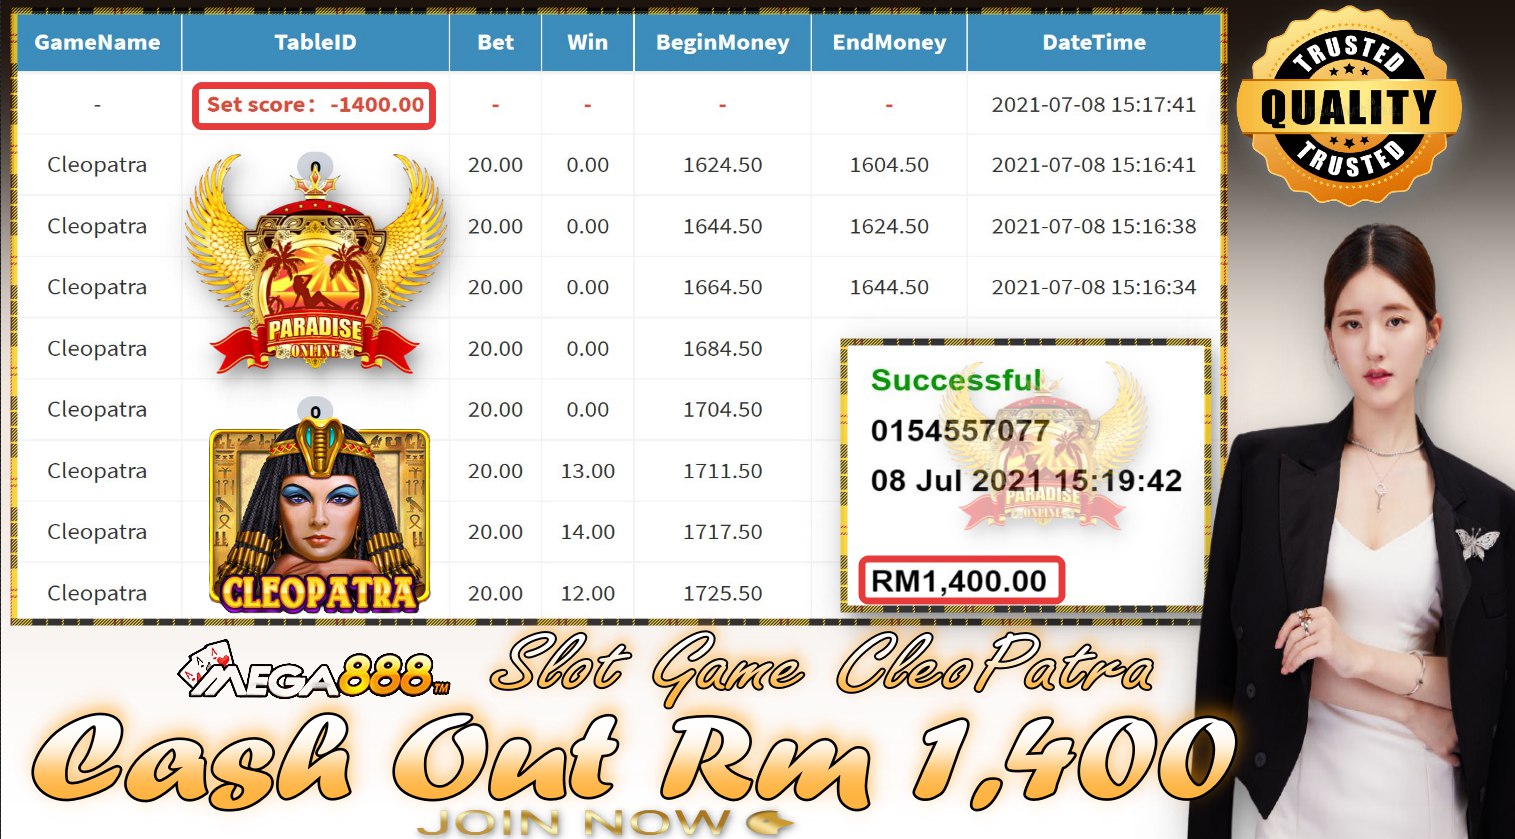 GameName TableID Bet Win BeginMoney EndMoney DateTime
- Set score: -1400.00 - - - - 2021-07-08 15:17:41
Cleopatra 0 20.00 0.00 1624.50 1604.50 2021-07-08 15:16:41
Cleopatra 20.00 0.00 1644.50 1624.50 2021-07-08 15:16:38
Cleopatra 20.00 0.00 1664.50 1644.50 2021-07-08 15:16:34
Cleopatra 20.00 0.00 1684.50
Cleopatra 0 20.00 0.00 1704.50
Cleopatra 20.00 13.00 1711.50
Cleopatra 20.00 14.00 1717.50
Cleopatra 20.00 12.00 1725.50
PARADISE
ONLINE
CLEOPATRA
Successful
0154557077
08 Jul 2021 15:19:42
PARADISE
ONLINE
RM1,400.00
TRUSTED
QUALITY
TRUSTED
MEGA888 TM Slot Game CleoPatra
Cash Out Rm 1,400
JOIN NOW